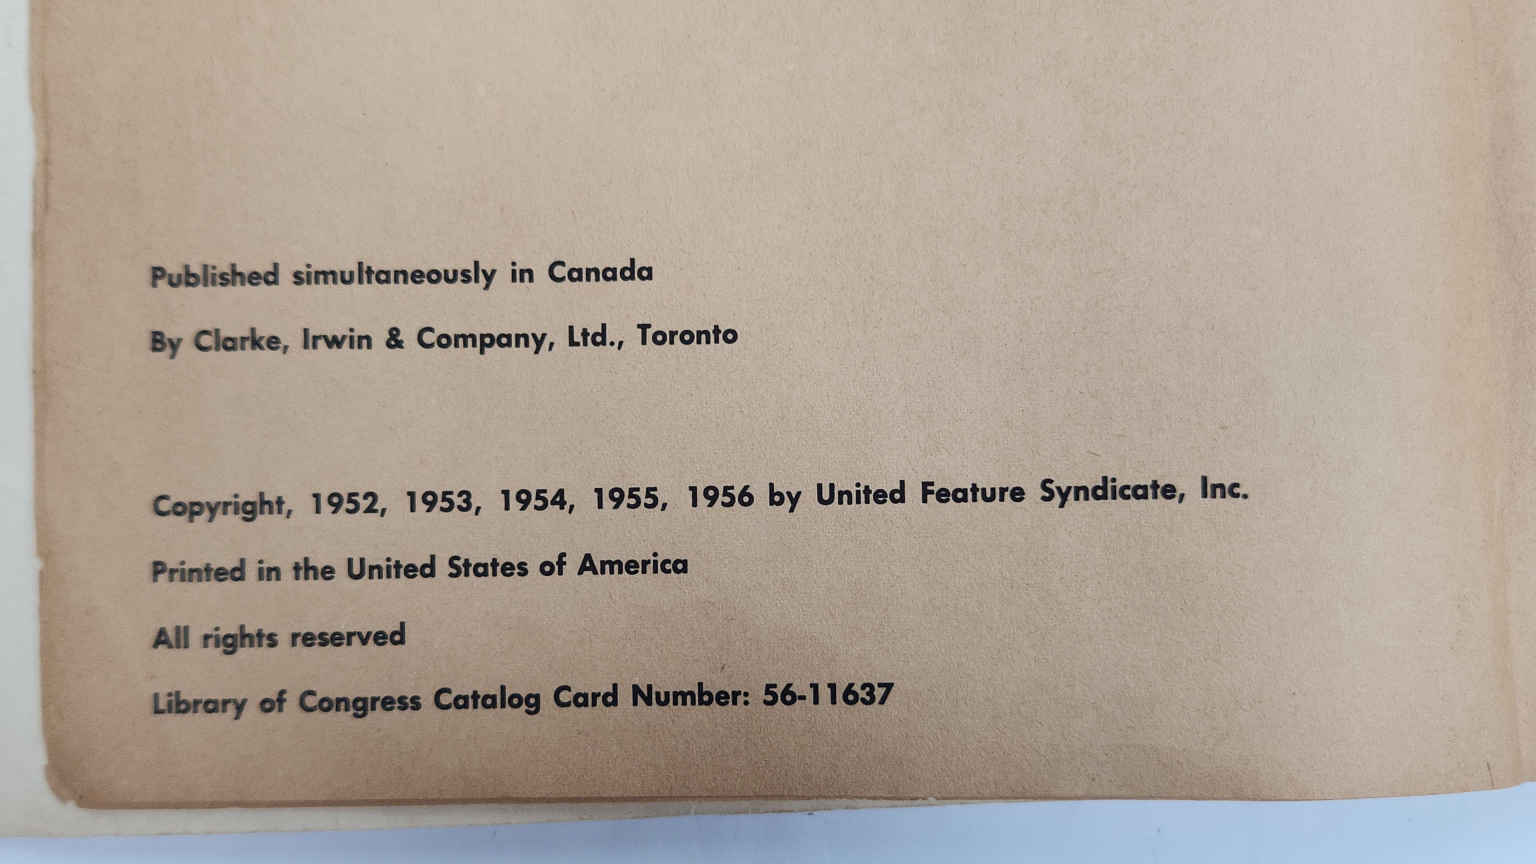 Published simultaneously in Canada
By Clarke, Irwin & Company, Ltd., Toronto
Copyright, 1952, 1953, 1954, 1955, 1956 by United Feature Syndicate, Inc.
Printed in the United States of America
All rights reserved
Library of Congress Catalog Card Number: 56-11637